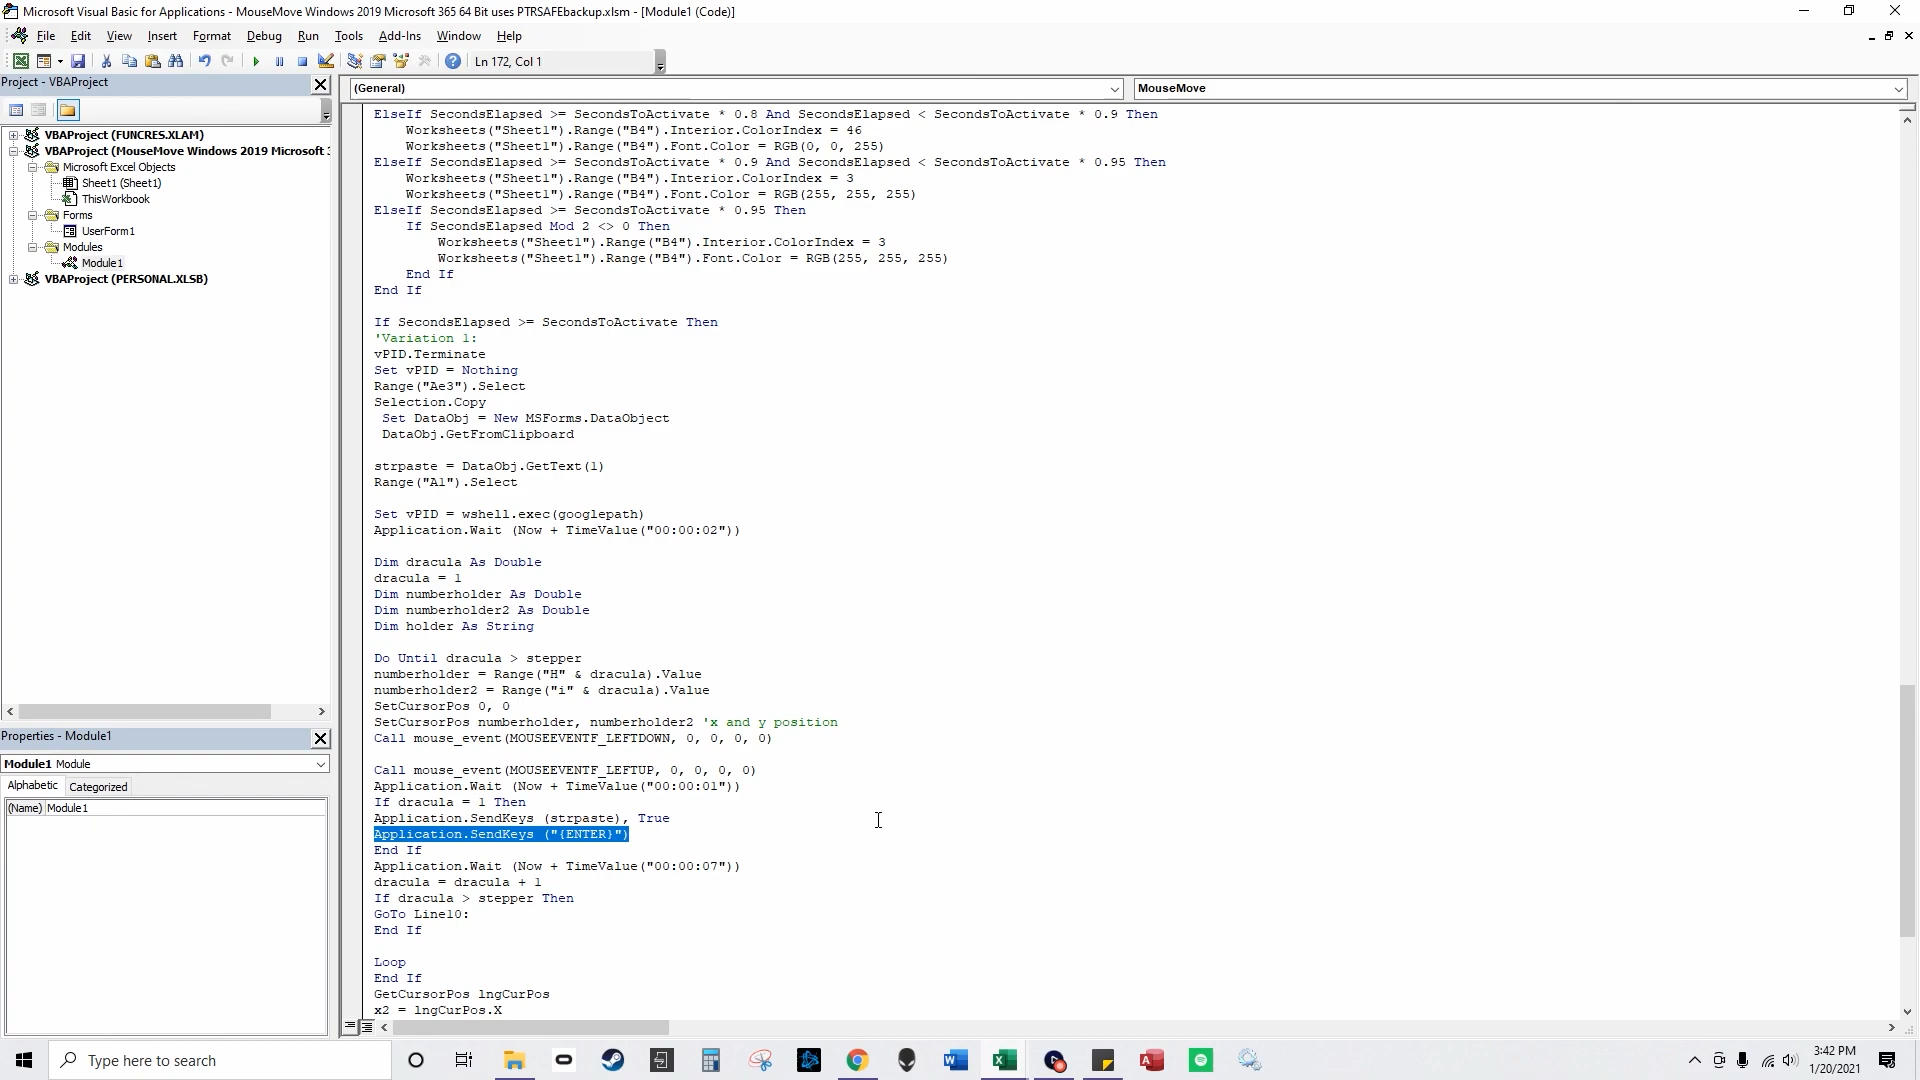 Microsoft Visual Basic for Applications - MouseMove Windows 2019 Microsoft 365 64 Bit uses PTRSAFEbackup.xlsm - [Module1 (Code)]
File Edit View Insert Format Debug Run Tools Add-Ins Window Help
Ln 172, Col 1
Project - VBAProject
(General)
MouseMove
VBAProject (FUNCRES.XLAM)
VBAProject (MouseMove Windows 2019 Microsoft 3
Microsoft Excel Objects
Sheet1 (Sheet1)
ThisWorkbook
Forms
UserForm1
Modules
Module1
VBAProject (PERSONAL.XLSB)
Properties - Module1
Module1 Module
Alphabetic Categorized
(Name) Module1
ElseIf SecondsElapsed >= SecondsToActivate * 0.8 And SecondsElapsed < SecondsToActivate * 0.9 Then
Worksheets("Sheet1").Range("B4").Interior.ColorIndex = 46
Worksheets("Sheet1").Range("B4").Font.Color = RGB(0, 0, 255)
ElseIf SecondsElapsed >= SecondsToActivate * 0.9 And SecondsElapsed < SecondsToActivate * 0.95 Then
Worksheets("Sheet1").Range("B4").Interior.ColorIndex = 3
Worksheets("Sheet1").Range("B4").Font.Color = RGB(255, 255, 255)
ElseIf SecondsElapsed >= SecondsToActivate * 0.95 Then
If SecondsElapsed Mod 2 <> 0 Then
Worksheets("Sheet1").Range("B4").Interior.ColorIndex = 3
Worksheets("Sheet1").Range("B4").Font.Color = RGB(255, 255, 255)
End If
End If
If SecondsElapsed >= SecondsToActivate Then
'Variation 1:
vPID.Terminate
Set vPID = Nothing
Range("Ae3").Select
Selection.Copy
Set DataObj = New MSForms.DataObject
DataObj.GetFromClipboard
strpaste = DataObj.GetText(1)
Range("A1").Select
Set vPID = wshell.exec(googlepath)
Application.Wait (Now + TimeValue("00:00:02"))
Dim dracula As Double
dracula = 1
Dim numberholder As Double
Dim numberholder2 As Double
Dim holder As String
Do Until dracula > stepper
numberholder = Range("H" & dracula).Value
numberholder2 = Range("i" & dracula).Value
SetCursorPos 0, 0
SetCursorPos numberholder, numberholder2 'x and y position
Call mouse_event(MOUSEEVENTF_LEFTDOWN, 0, 0, 0, 0)
Call mouse_event(MOUSEEVENTF_LEFTUP, 0, 0, 0, 0)
Application.Wait (Now + TimeValue("00:00:01"))
If dracula = 1 Then
Application.SendKeys (strpaste), True
Application.SendKeys ("{ENTER}")
End If
Application.Wait (Now + TimeValue("00:00:07"))
dracula = dracula + 1
If dracula > stepper Then
GoTo Line10:
End If
Loop
End If
GetCursorPos lngCurPos
x2 = lngCurPos.X
Type here to search
3:42 PM
1/20/2021